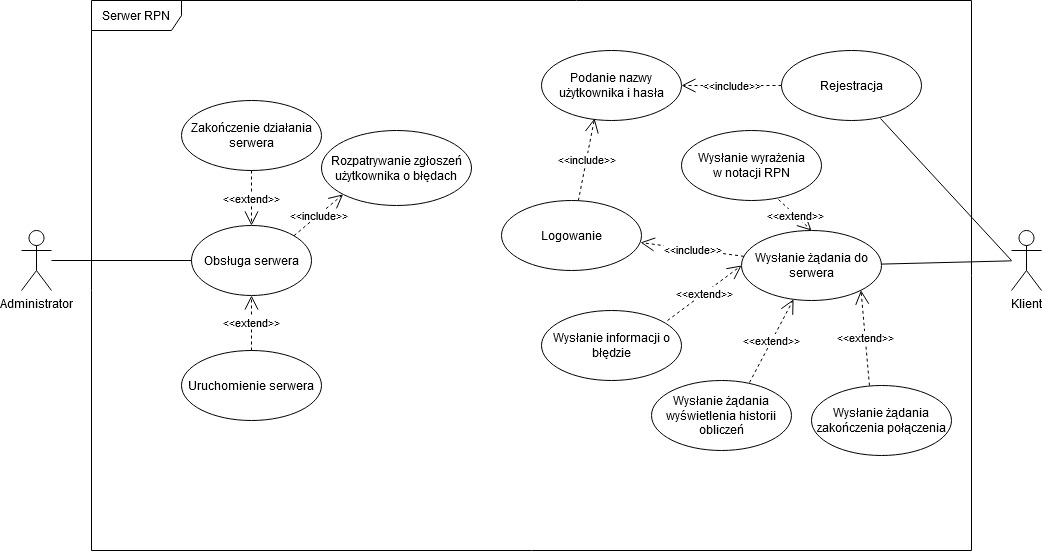 Serwer RPN
Podanie nazwy
użytkownika i hasła
<<include>>
Rejestracja
Zakończenie działania
serwera
Rozpatrywanie zgłoszeń
użytkownika o błędach
<<include>>
Wysłanie wyrażenia
w notacji RPN
<<extend>>
<<include>>
<<extend>>
Logowanie
<<include>>
Wysłanie żądania do
serwera
Obsługa serwera
Administrator
Klient
<<extend>>
<<extend>>
Wysłanie informacji o
błędzie
<<extend>>
<<extend>>
Uruchomienie serwera
Wysłanie żądania
wyświetlenia historii
obliczeń
Wysłanie żądania
zakończenia połączenia